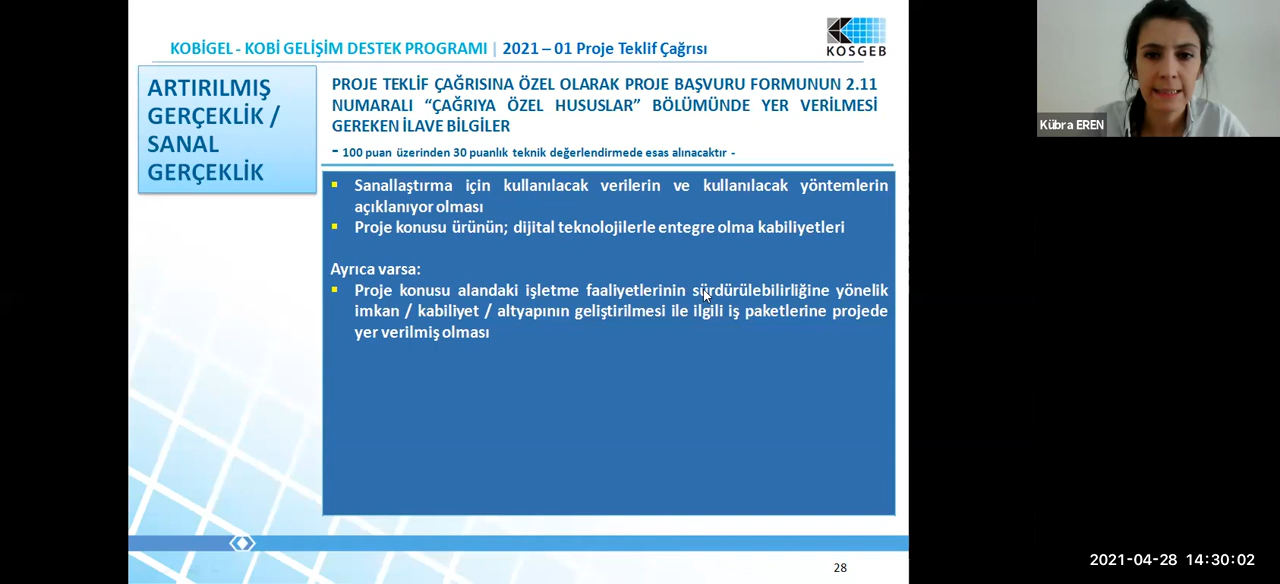 KOBİGEL - KOBİ GELİŞİM DESTEK PROGRAMI | 2021 – 01 Proje Teklif Çağrısı
KOSGEB
ARTIRILMIŞ
GERÇEKLİK /
SANAL
GERÇEKLİK
PROJE TEKLİF ÇAĞRISINA ÖZEL OLARAK PROJE BAŞVURU FORMUNUN 2.11
NUMARALI “ÇAĞRIYA ÖZEL HUSUSLAR” BÖLÜMÜNDE YER VERİLMESİ
GEREKEN İLAVE BİLGİLER
- 100 puan üzerinden 30 puanlık teknik değerlendirmede esas alınacaktır -
Sanallaştırma için kullanılacak verilerin ve kullanılacak yöntemlerin
açıklanıyor olması
Proje konusu ürünün; dijital teknolojilerle entegre olma kabiliyetleri
Ayrıca varsa:
Proje konusu alandaki işletme faaliyetlerinin sürdürülebilirliğine yönelik
imkan / kabiliyet / altyapının geliştirilmesi ile ilgili iş paketlerine projede
yer verilmiş olması
28
Kübra EREN
2021-04-28 14:30:02